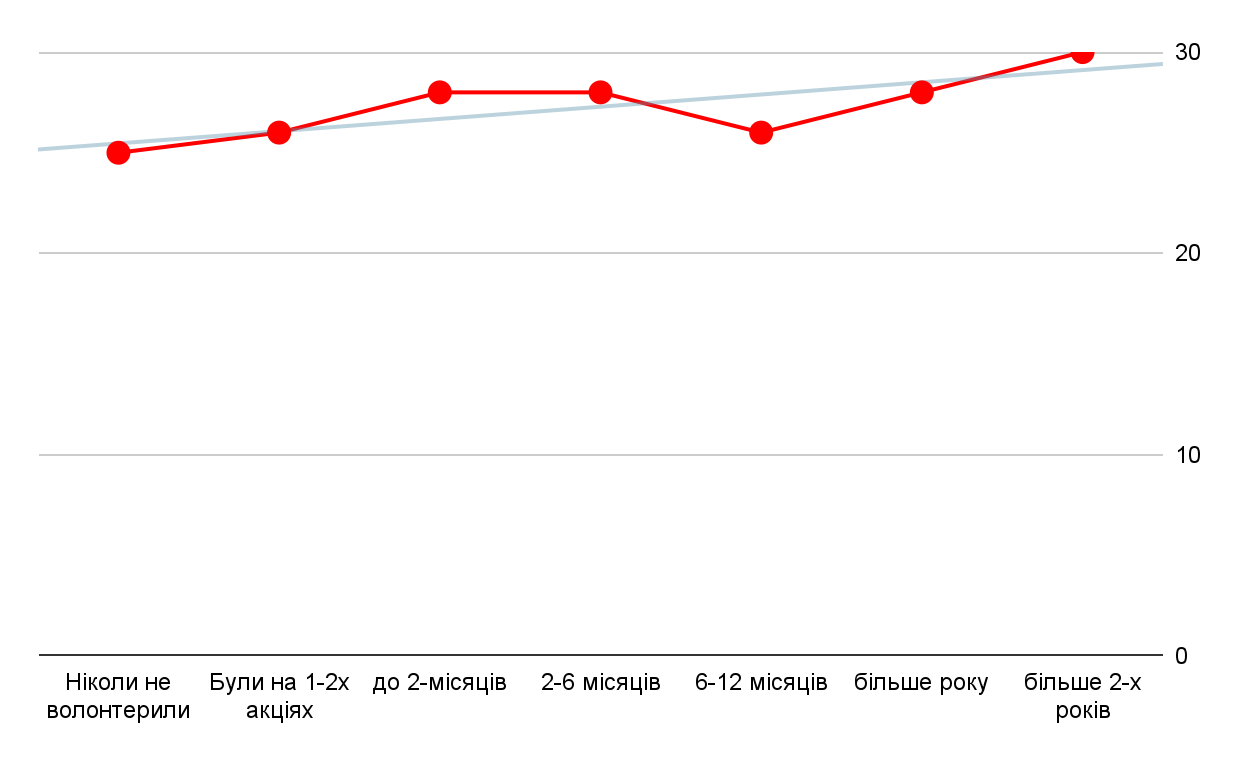 30
20
10
0
Ніколи не
волонтерили
Були на 1-2х
акціях
до 2-місяців
2-6 місяців
6-12 місяців
більше року
більше 2-х
років